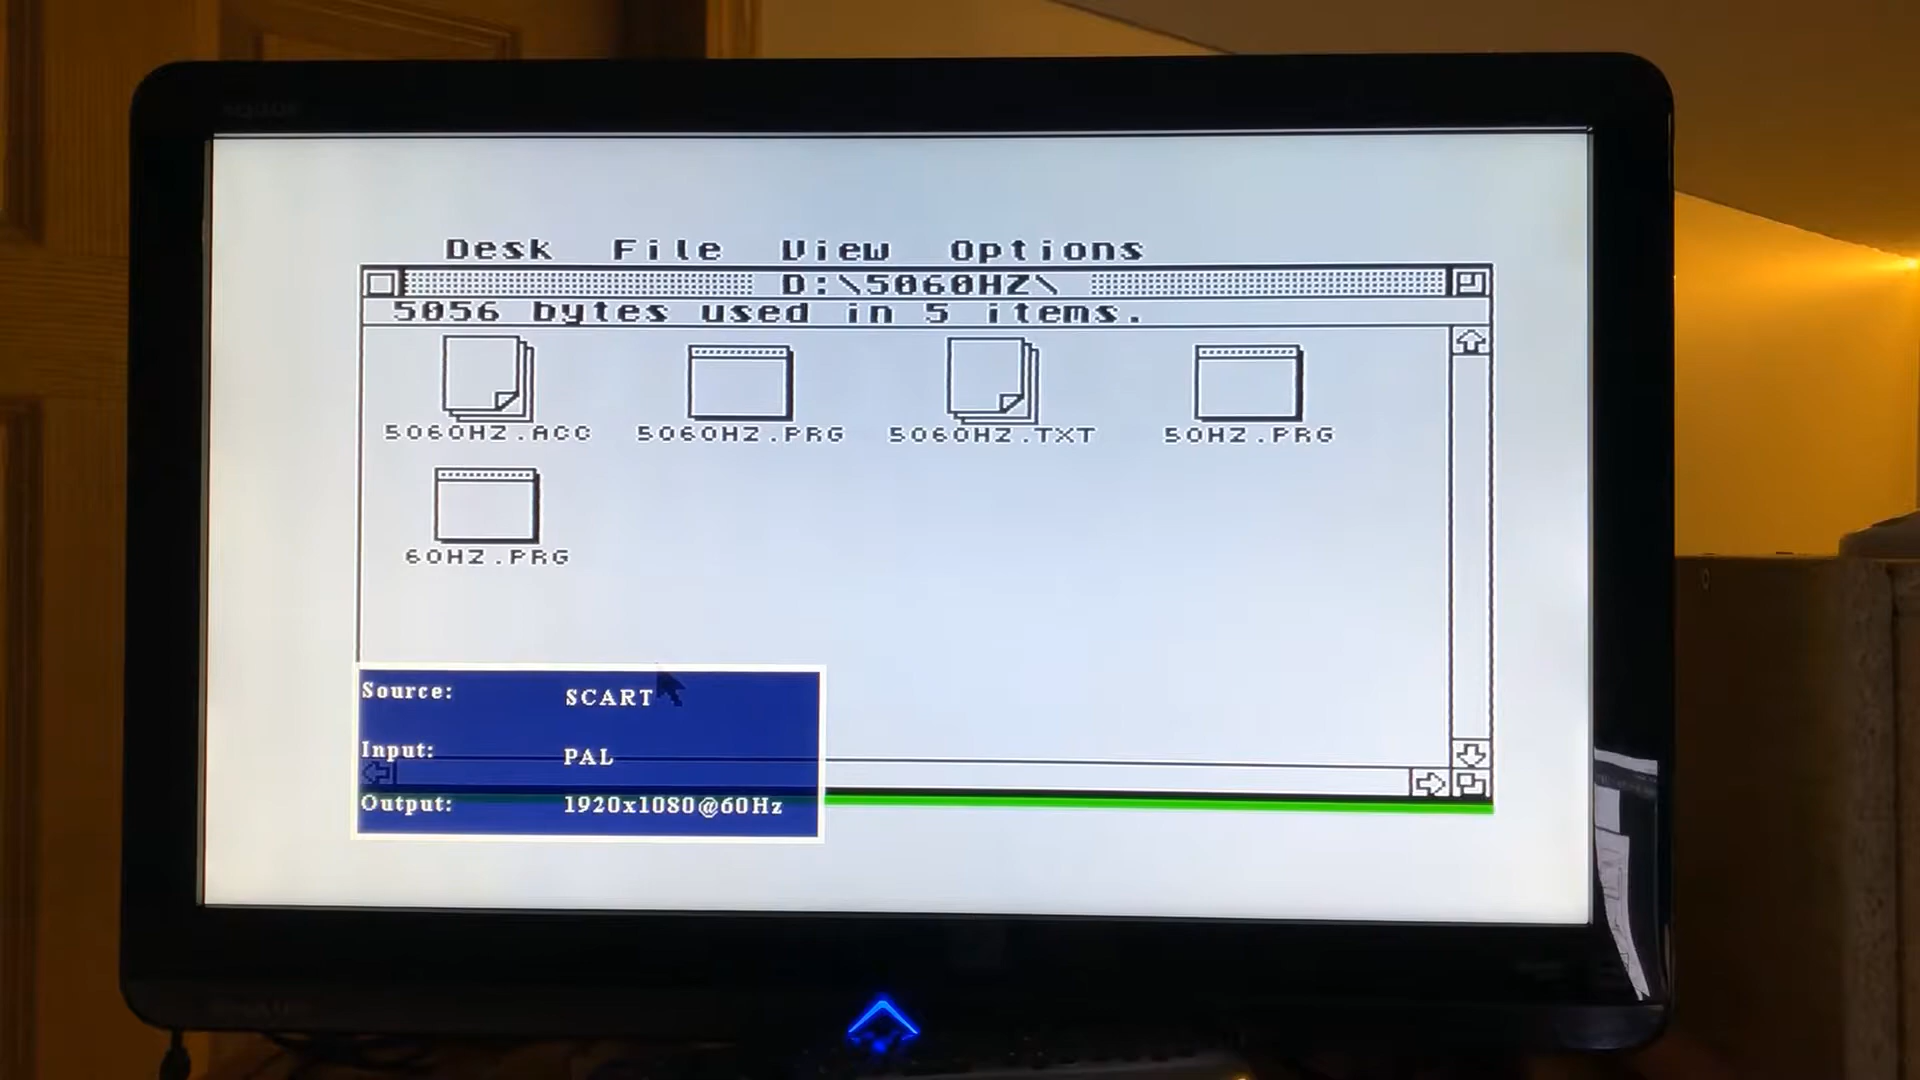 Desk File View Options
D:\5060HZ\
5056 bytes used in 5 items.
5060HZ.ACC 5060HZ.PRG 5060HZ.TXT 50HZ.PRG
60HZ.PRG
Source: SCART
Input: PAL
Output: 1920x1080@60Hz